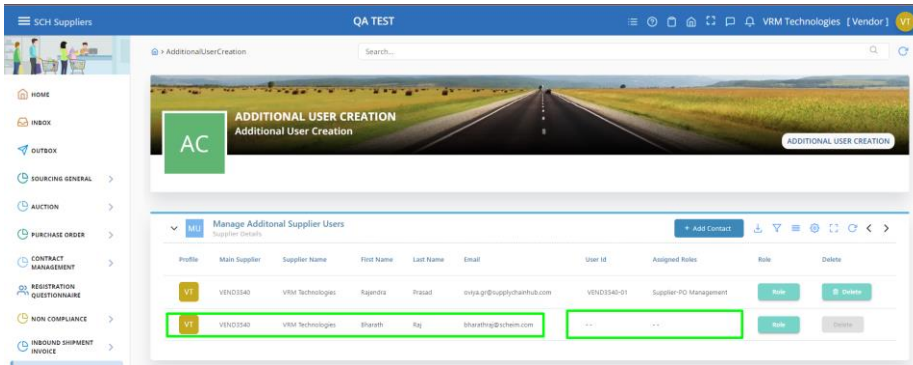 SCH Suppliers
QA TEST
VRM Technologies [ Vendor ]
VT
> AdditionalUserCreation
Search...
HOME
INBOX
OUTBOX
SOURCING GENERAL
AUCTION
PURCHASE ORDER
CONTRACT
MANAGEMENT
REGISTRATION
QUESTIONNAIRE
NON COMPLIANCE
INBOUND SHIPMENT
INVOICE
AC
ADDITIONAL USER CREATION
Additional User Creation
ADDITIONAL USER CREATION
MU
Manage Additonal Supplier Users
Supplier Details
+ Add Contact
Profile Main Supplier Supplier Name First Name Last Name Email User Id Assigned Roles Role Delete
VT VEND3540 VRM Technologies Rajendra Prasad oviya.gr@supplychainhub.com VEND3540-01 Supplier-PO Management Role Delete
VT VEND3540 VRM Technologies Bharath Raj bharathraj@scheim.com - - - - Role Delete